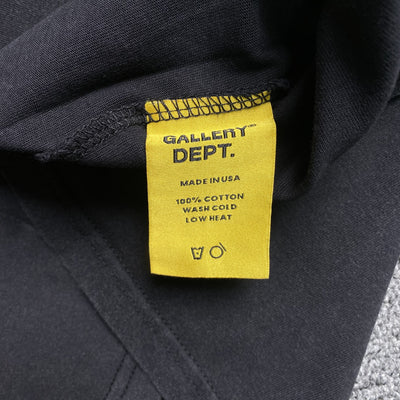 GALLERY
DEPT.
MADE IN USA
100% COTTON
WASH COLD
LOW HEAT